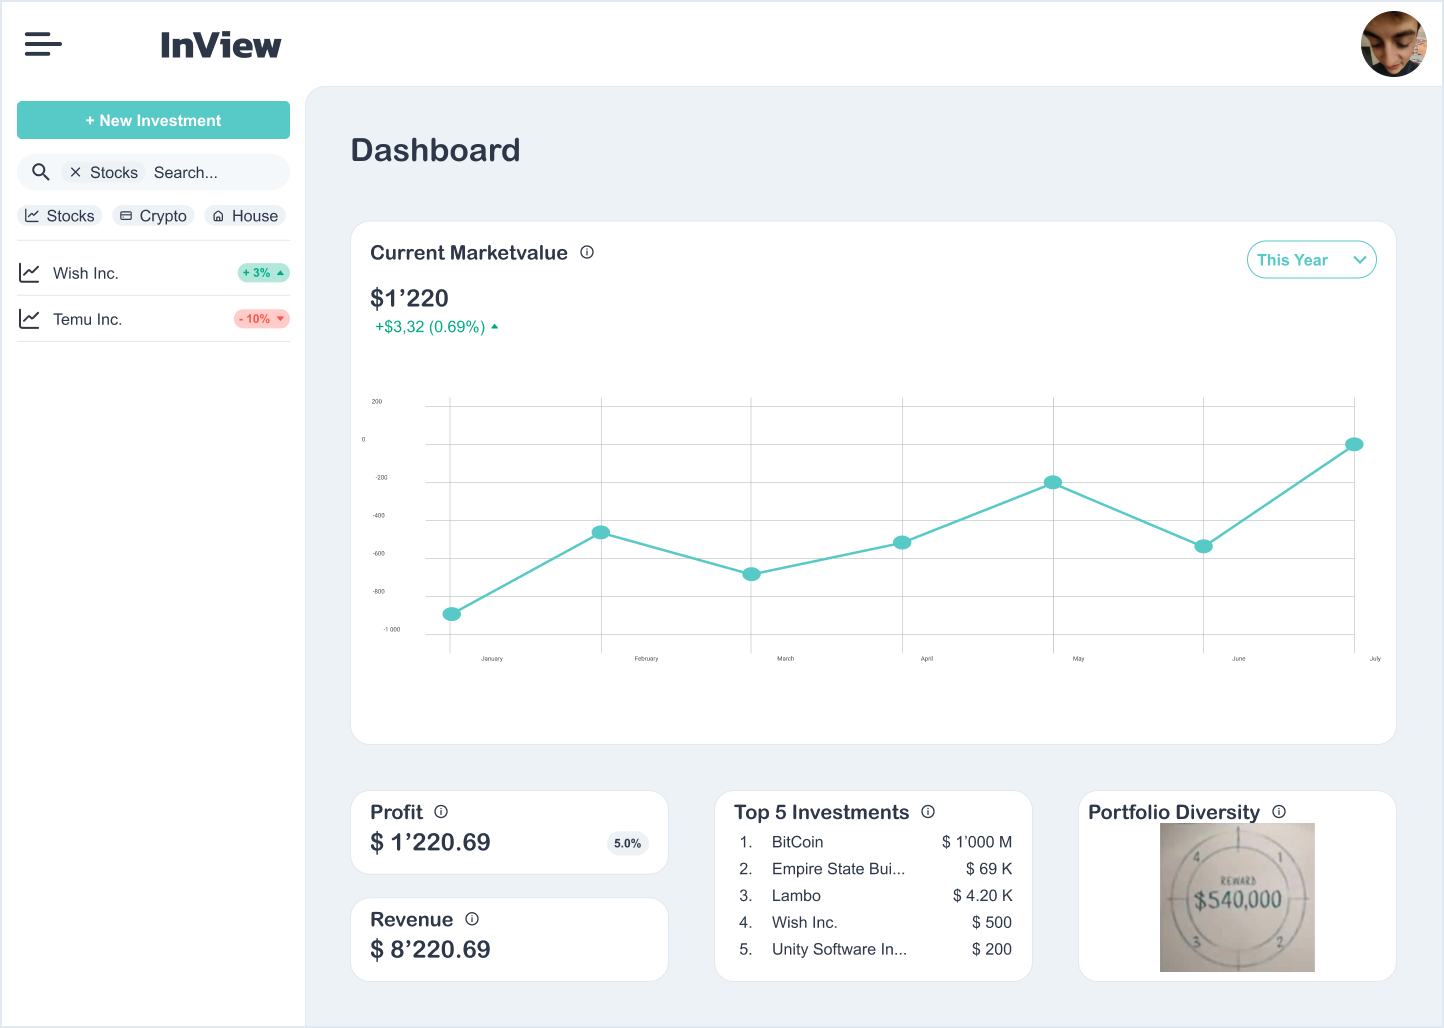 InView
+ New Investment
Stocks Search...
Stocks Crypto House
Wish Inc. + 3%
Temu Inc. - 10%
Dashboard
Current Marketvalue
This Year
$1’220
+$3,32 (0.69%)
200
0
-200
-400
-600
-800
-1 000
January February March April May June July
Profit
$ 1’220.69 5.0%
Revenue
$ 8’220.69
Top 5 Investments
1. BitCoin $ 1’000 M
2. Empire State Bui... $ 69 K
3. Lambo $ 4.20 K
4. Wish Inc. $ 500
5. Unity Software In... $ 200
Portfolio Diversity
4 1
REWARD
$540,000
3 2